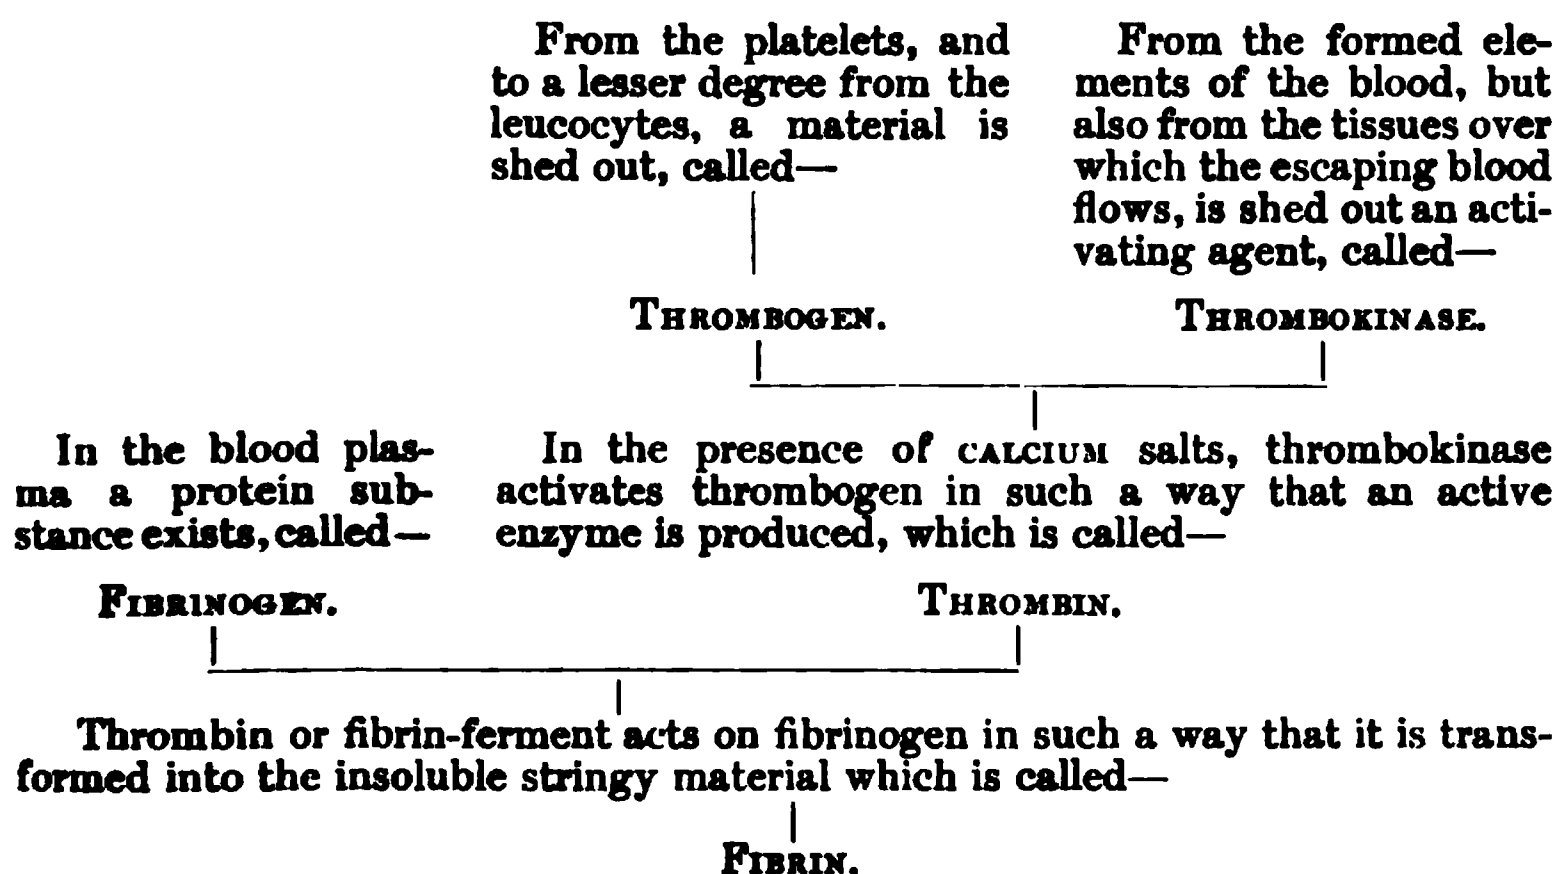 From the platelets, and
to a lesser degree from the
leucocytes, a material is
shed out, called—
From the formed ele-
ments of the blood, but
also from the tissues over
which the escaping blood
flows, is shed out an acti-
vating agent, called—
THROMBOGEN.
THROMBOKINASE.
In the blood plas-
ma a protein sub-
stance exists, called—
In the presence of CALCIUM salts, thrombokinase
activates thrombogen in such a way that an active
enzyme is produced, which is called—
FIBRINOGEN.
THROMBIN.
Thrombin or fibrin-ferment acts on fibrinogen in such a way that it is trans-
formed into the insoluble stringy material which is called—
FIBRIN.